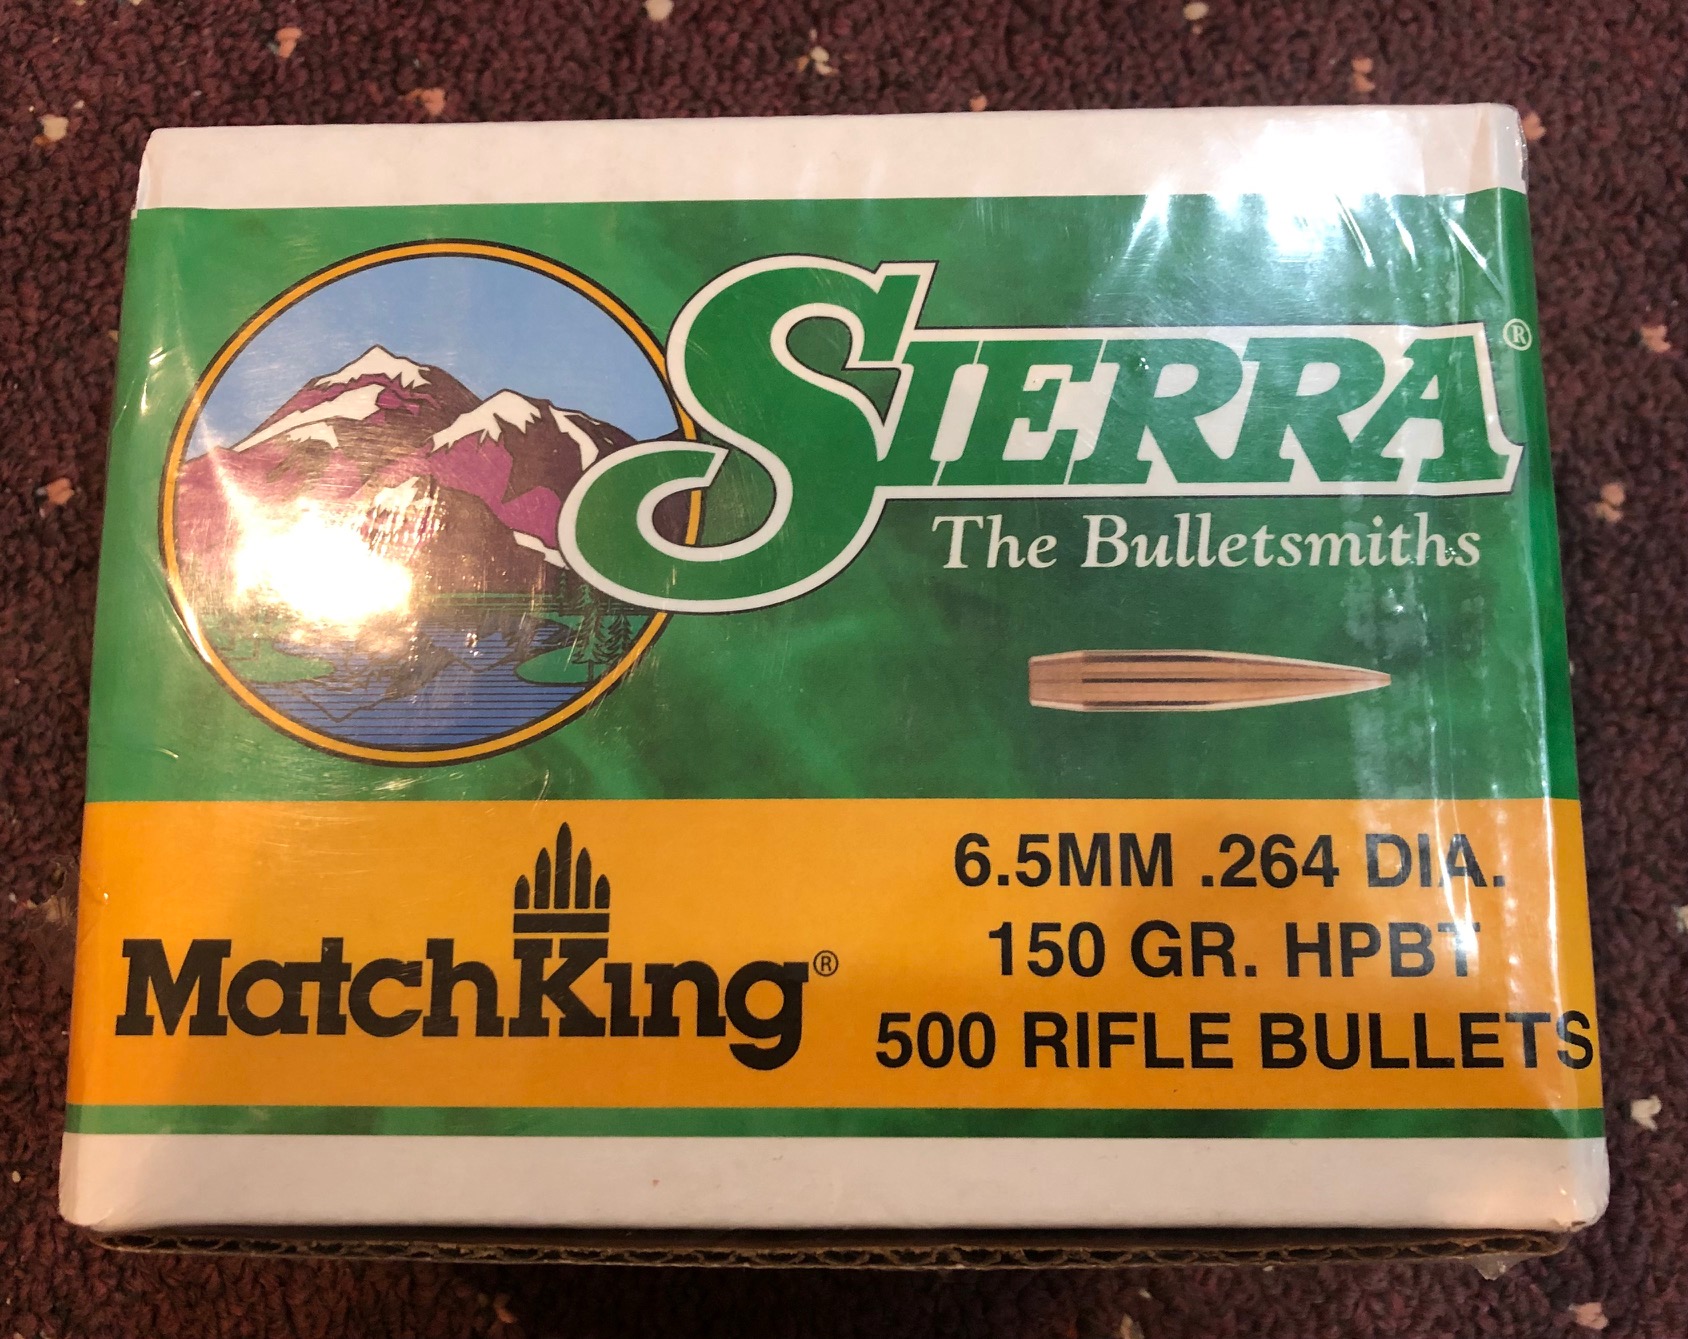 SIERRA®
The Bulletsmiths
MatchKing®
6.5MM .264 DIA.
150 GR. HPBT
500 RIFLE BULLETS